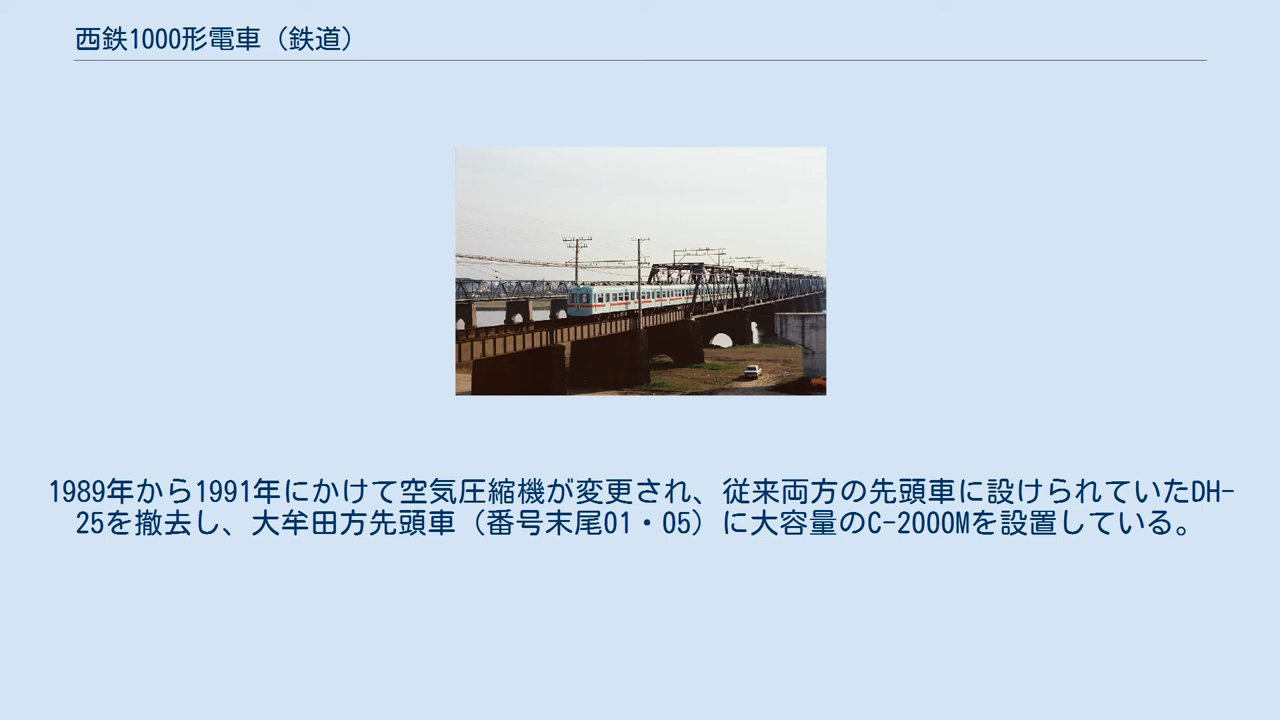 西鉄1000形電車（鉄道）
1989年から1991年にかけて空気圧縮機が変更され、従来両方の先頭車に設けられていたDH-
25を撤去し、大牟田方先頭車（番号末尾01・05）に大容量のC-2000Mを設置している。